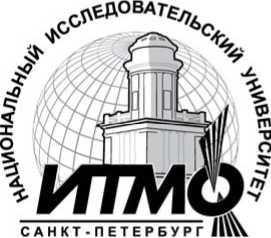 НАЦИОНАЛЬНЫЙ ИССЛЕДОВАТЕЛЬСКИЙ УНИВЕРСИТЕТ
ИТМО
САНКТ-ПЕТЕРБУРГ